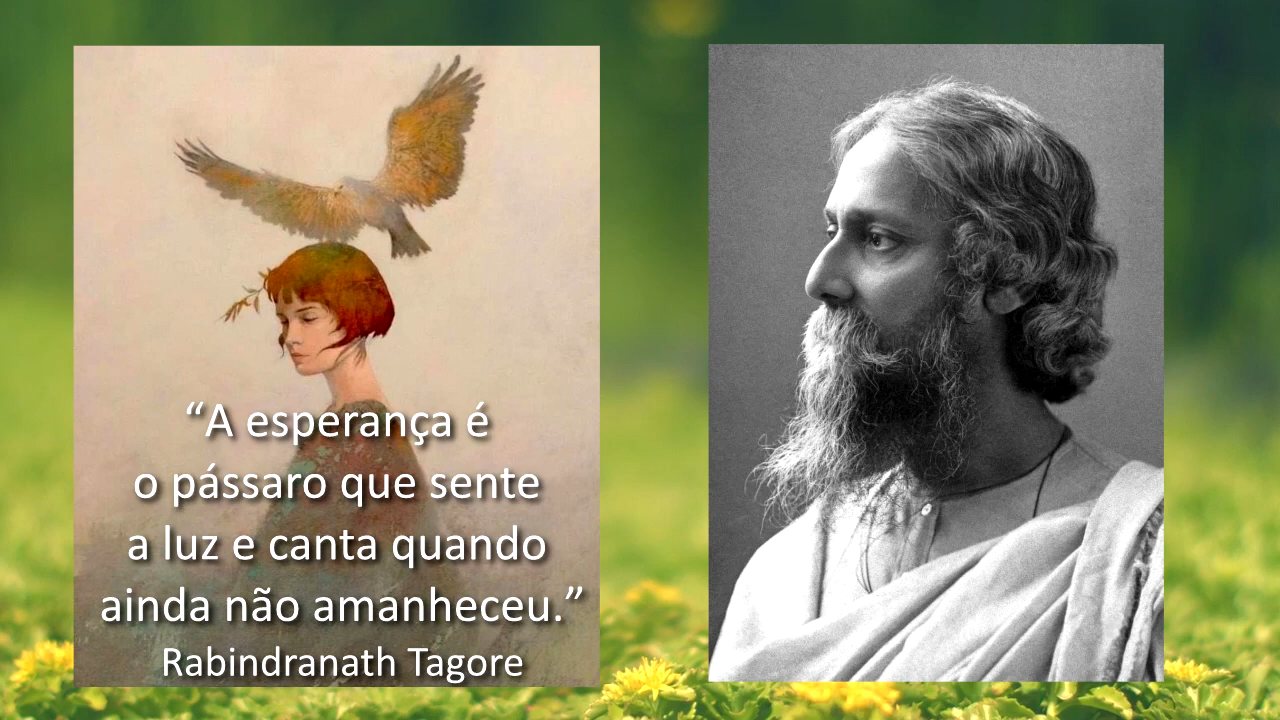 “A esperança é
o pássaro que sente
a luz e canta quando
ainda não amanheceu.”
Rabindranath Tagore